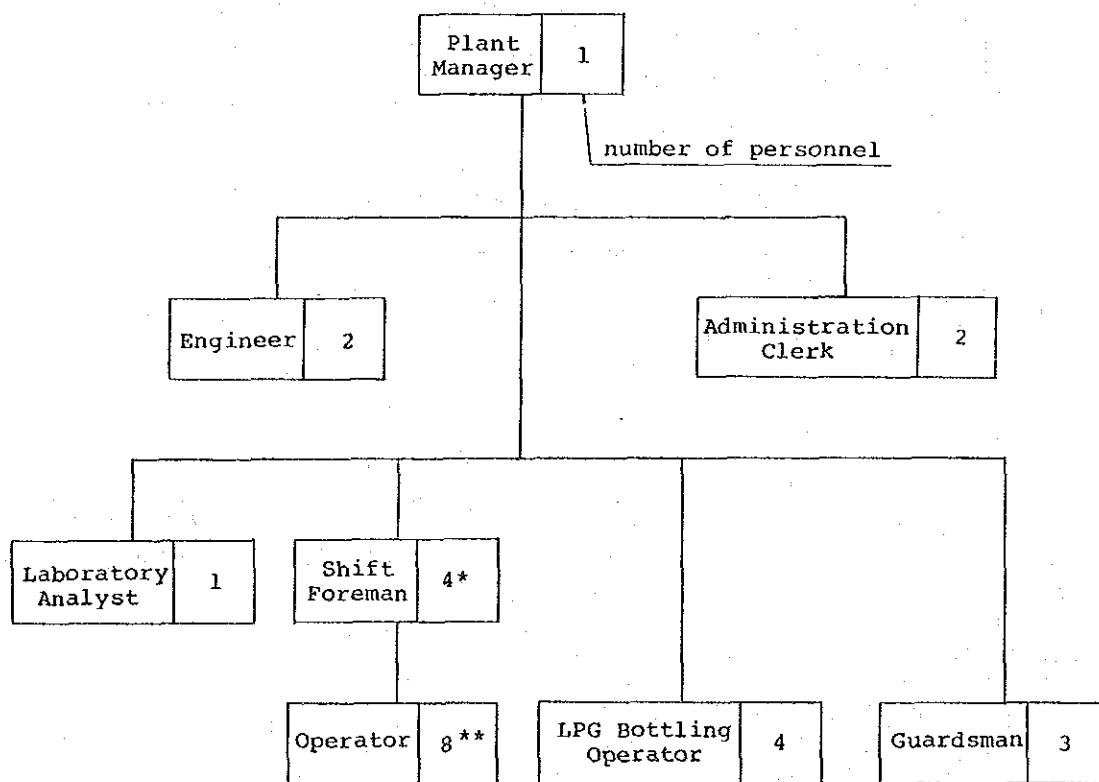 Plant
Manager
1
number of personnel
Engineer
2
Administration
Clerk
2
Laboratory
Analyst
1
Shift
Foreman
4*
Operator
8**
LPG Bottling
Operator
4
Guardsman
3